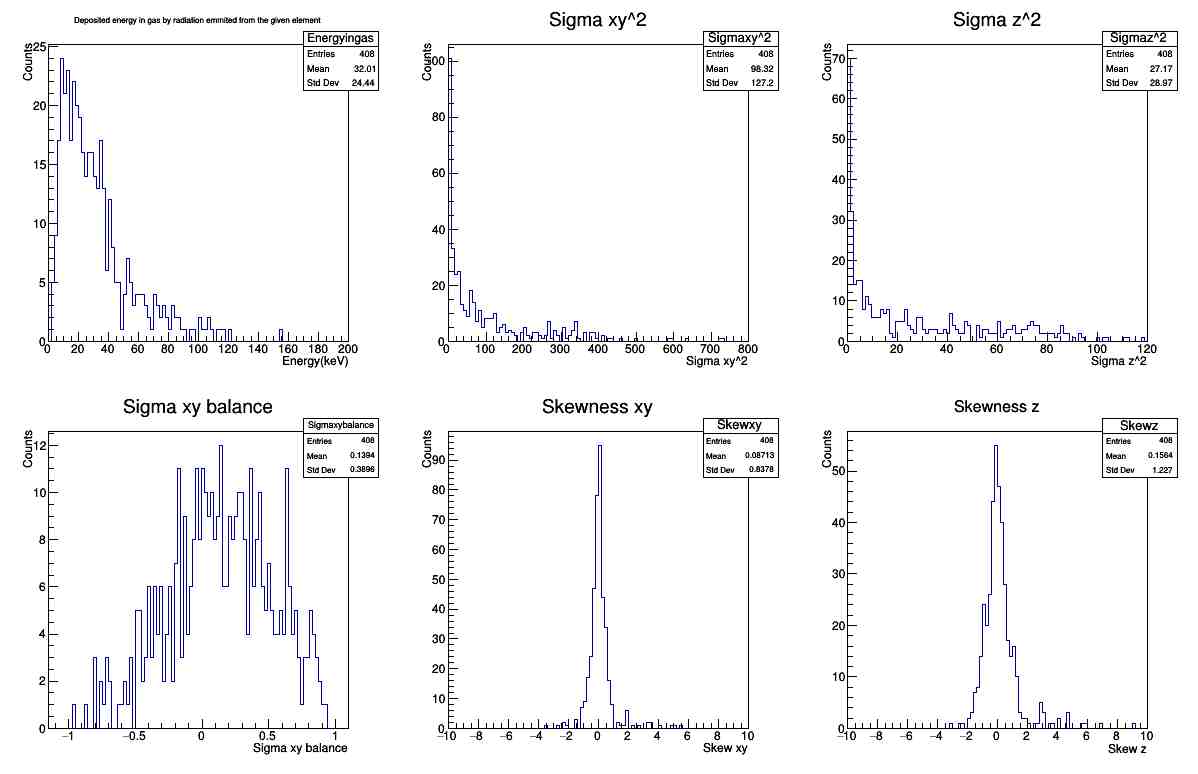 Deposited energy in gas by radiation emmited from the given element
Energyingas
Entries 408
Mean 32.01
Std Dev 24.44
Counts
25
20
15
10
5
0
0 20 40 60 80 100 120 140 160 180 200
Energy(keV)
Sigma xy^2
Sigmaxy^2
Entries 408
Mean 98.32
Std Dev 127.2
Counts
100
80
60
40
20
0
0 100 200 300 400 500 600 700 800
Sigma xy^2
Sigma z^2
Sigmaz^2
Entries 408
Mean 27.17
Std Dev 28.97
Counts
70
60
50
40
30
20
10
0
0 20 40 60 80 100 120
Sigma z^2
Sigma xy balance
Sigmaxybalance
Entries 408
Mean 0.1394
Std Dev 0.3896
Counts
12
10
8
6
4
2
0
−1 −0.5 0 0.5 1
Sigma xy balance
Skewness xy
Skewxy
Entries 408
Mean 0.08713
Std Dev 0.8378
Counts
90
80
70
60
50
40
30
20
10
0
−10 −8 −6 −4 −2 0 2 4 6 8 10
Skew xy
Skewness z
Skewz
Entries 408
Mean 0.1564
Std Dev 1.227
Counts
50
40
30
20
10
0
−10 −8 −6 −4 −2 0 2 4 6 8 10
Skew z